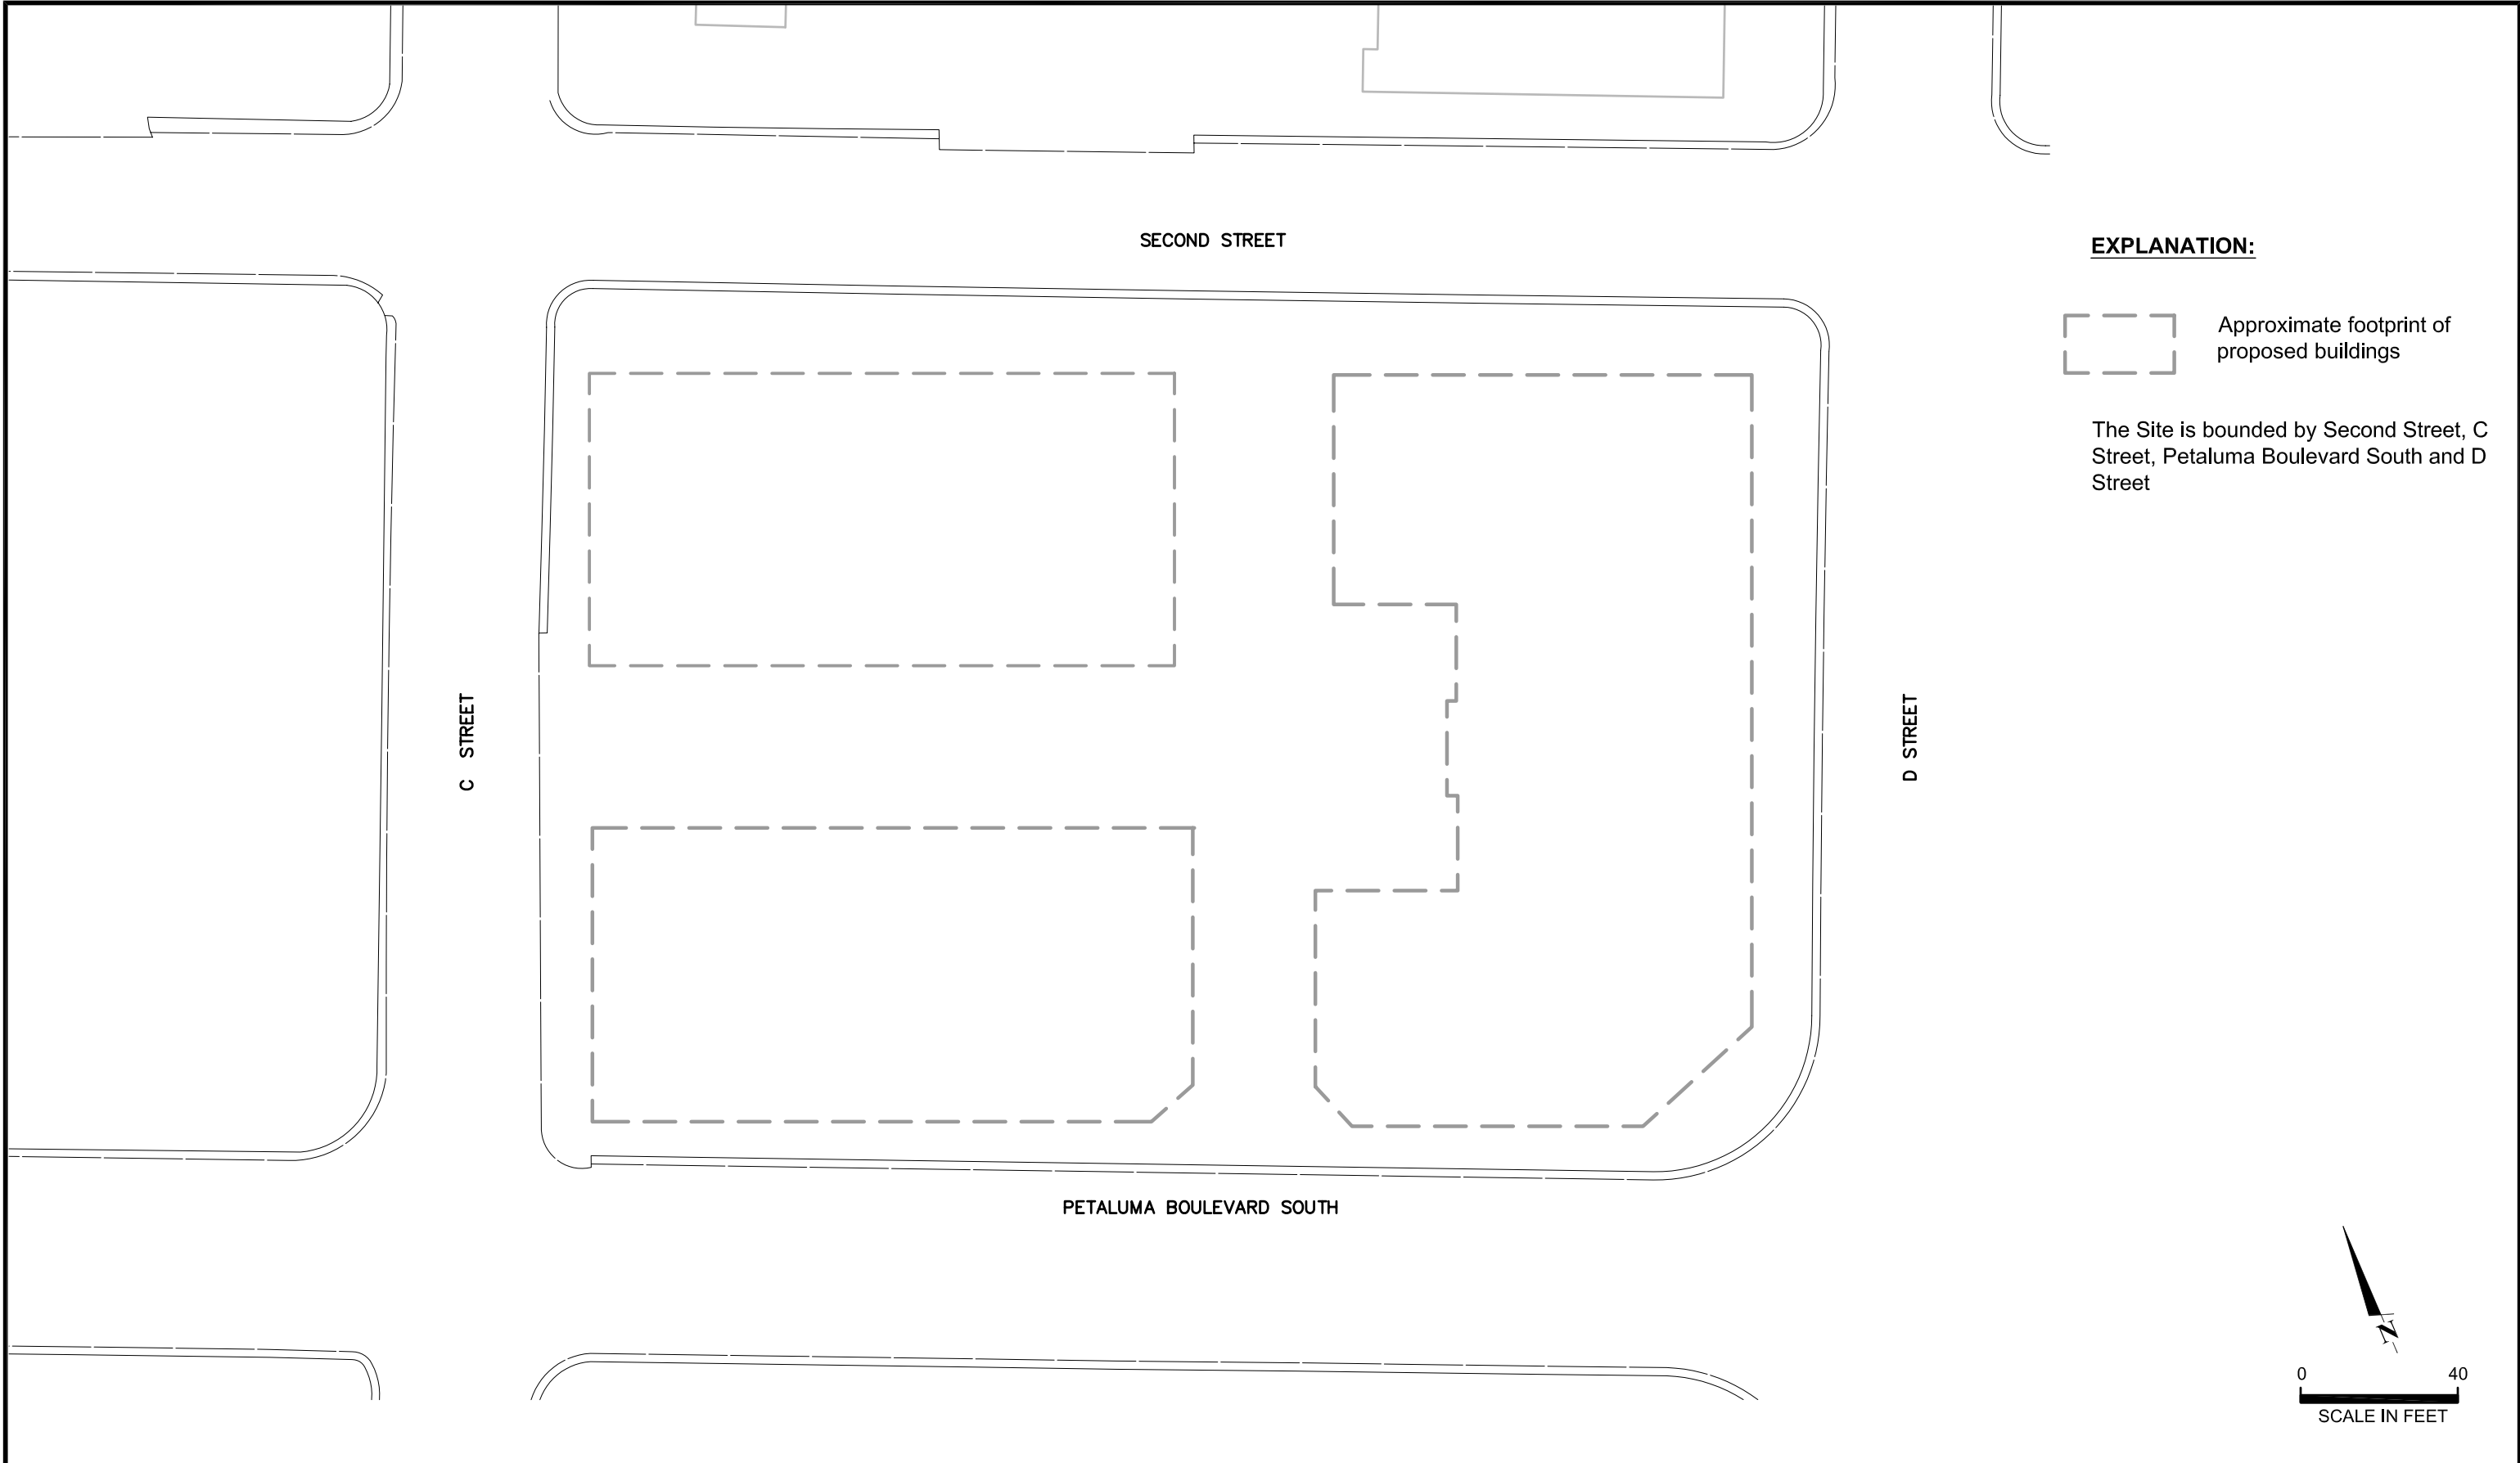 SECOND STREET
EXPLANATION:
Approximate footprint of
proposed buildings
The Site is bounded by Second Street, C
Street, Petaluma Boulevard South and D
Street
C STREET
D STREET
PETALUMA BOULEVARD SOUTH
N
0 40
SCALE IN FEET